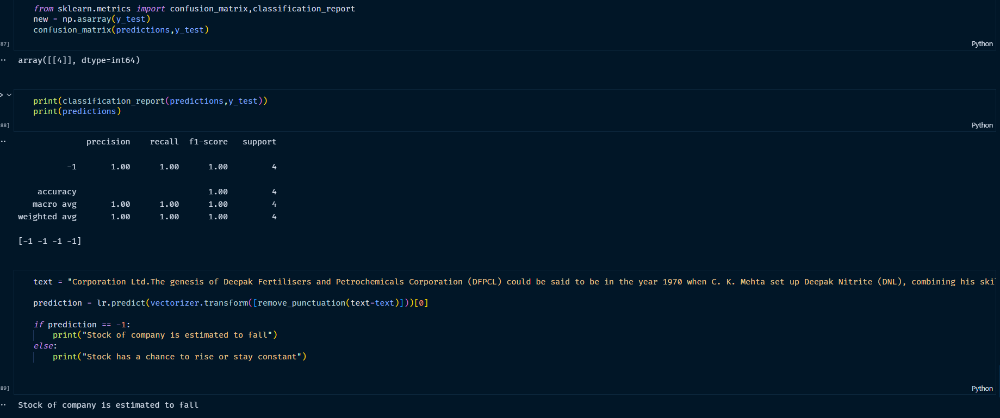 from sklearn.metrics import confusion_matrix,classification_report
new = np.asarray(y_test)
confusion_matrix(predictions,y_test)
87]
Python
array([[4]], dtype=int64)
print(classification_report(predictions,y_test))
print(predictions)
88]
Python
precision recall f1-score support
-1 1.00 1.00 1.00 4
accuracy 1.00 4
macro avg 1.00 1.00 1.00 4
weighted avg 1.00 1.00 1.00 4
[-1 -1 -1 -1]
text = "Corporation Ltd.The genesis of Deepak Fertilisers and Petrochemicals Corporation (DFPCL) could be said to be in the year 1970 when C. K. Mehta set up Deepak Nitrite (DNL), combining his ski
prediction = lr.predict(vectorizer.transform([remove_punctuation(text=text)]))[0]
if prediction == -1:
print("Stock of company is estimated to fall")
else:
print("Stock has a chance to rise or stay constant")
89]
Python
Stock of company is estimated to fall